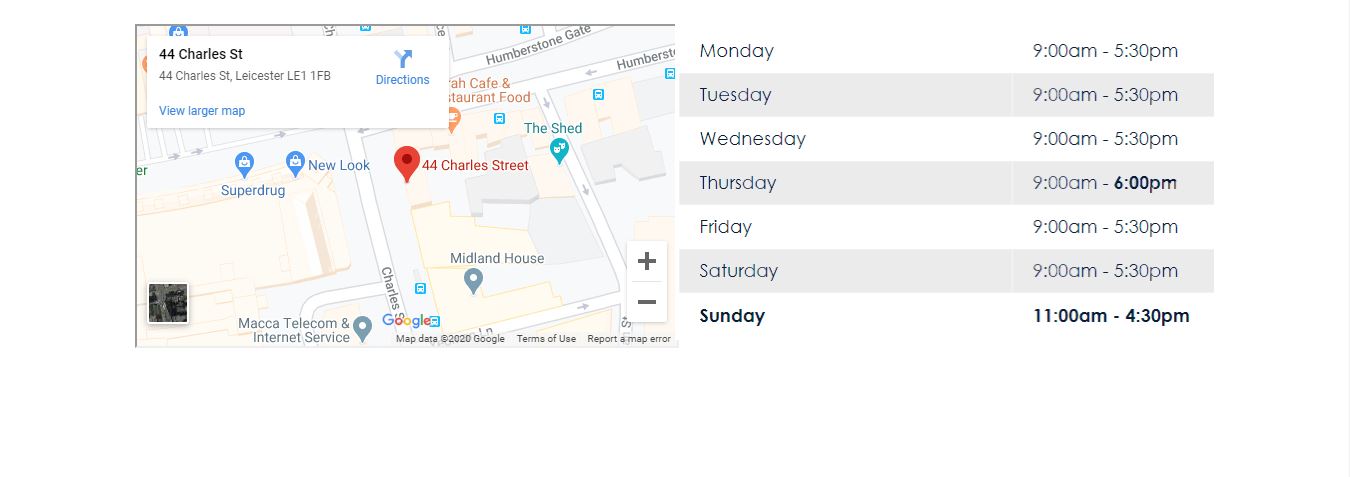 44 Charles St
44 Charles St, Leicester LE1 1FB
Directions
View larger map
Humberstone Gate
Humberst
rah Cafe &
staurant Food
The Shed
er
New Look
Superdrug
44 Charles Street
Midland House
Charles S
Macca Telecom &
Internet Service
Google
Map data ©2020 Google Terms of Use Report a map error
Monday 9:00am - 5:30pm
Tuesday 9:00am - 5:30pm
Wednesday 9:00am - 5:30pm
Thursday 9:00am - 6:00pm
Friday 9:00am - 5:30pm
Saturday 9:00am - 5:30pm
Sunday 11:00am - 4:30pm